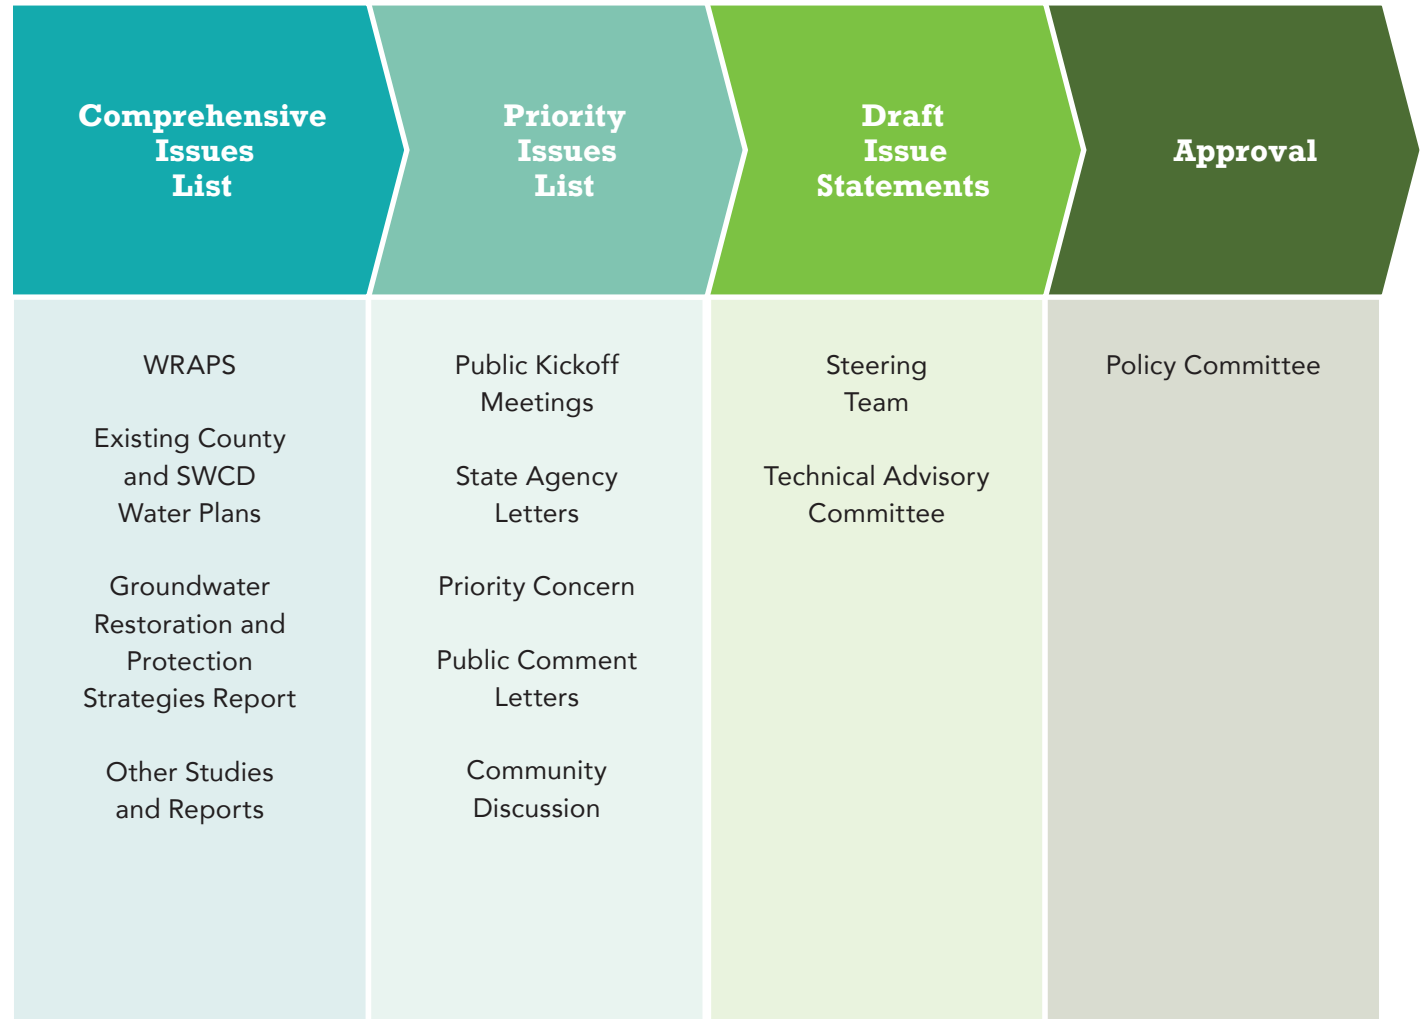 Comprehensive
Issues
List
Priority
Issues
List
Draft
Issue
Statements
Approval
WRAPS
Existing County
and SWCD
Water Plans
Groundwater
Restoration and
Protection
Strategies Report
Other Studies
and Reports
Public Kickoff
Meetings
State Agency
Letters
Priority Concern
Public Comment
Letters
Community
Discussion
Steering
Team
Technical Advisory
Committee
Policy Committee